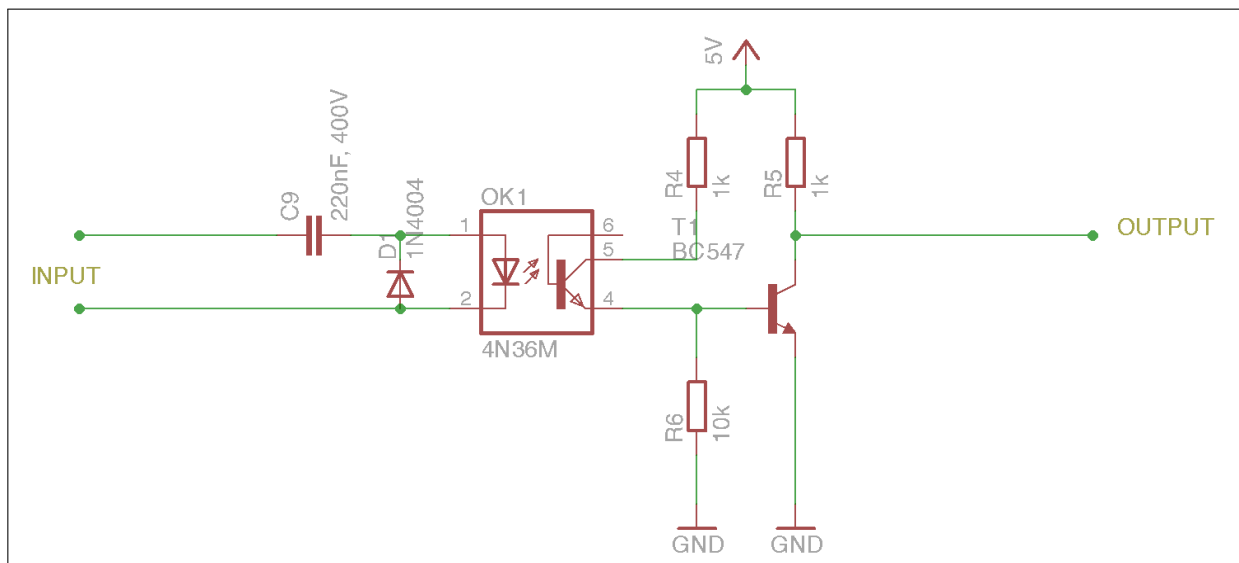 5V
R4
1k
R5
1k
C9
220nF, 400V
D1
1N4004
OK1
1
2
6
5
4
4N36M
T1
BC547
INPUT
OUTPUT
R6
10k
GND
GND